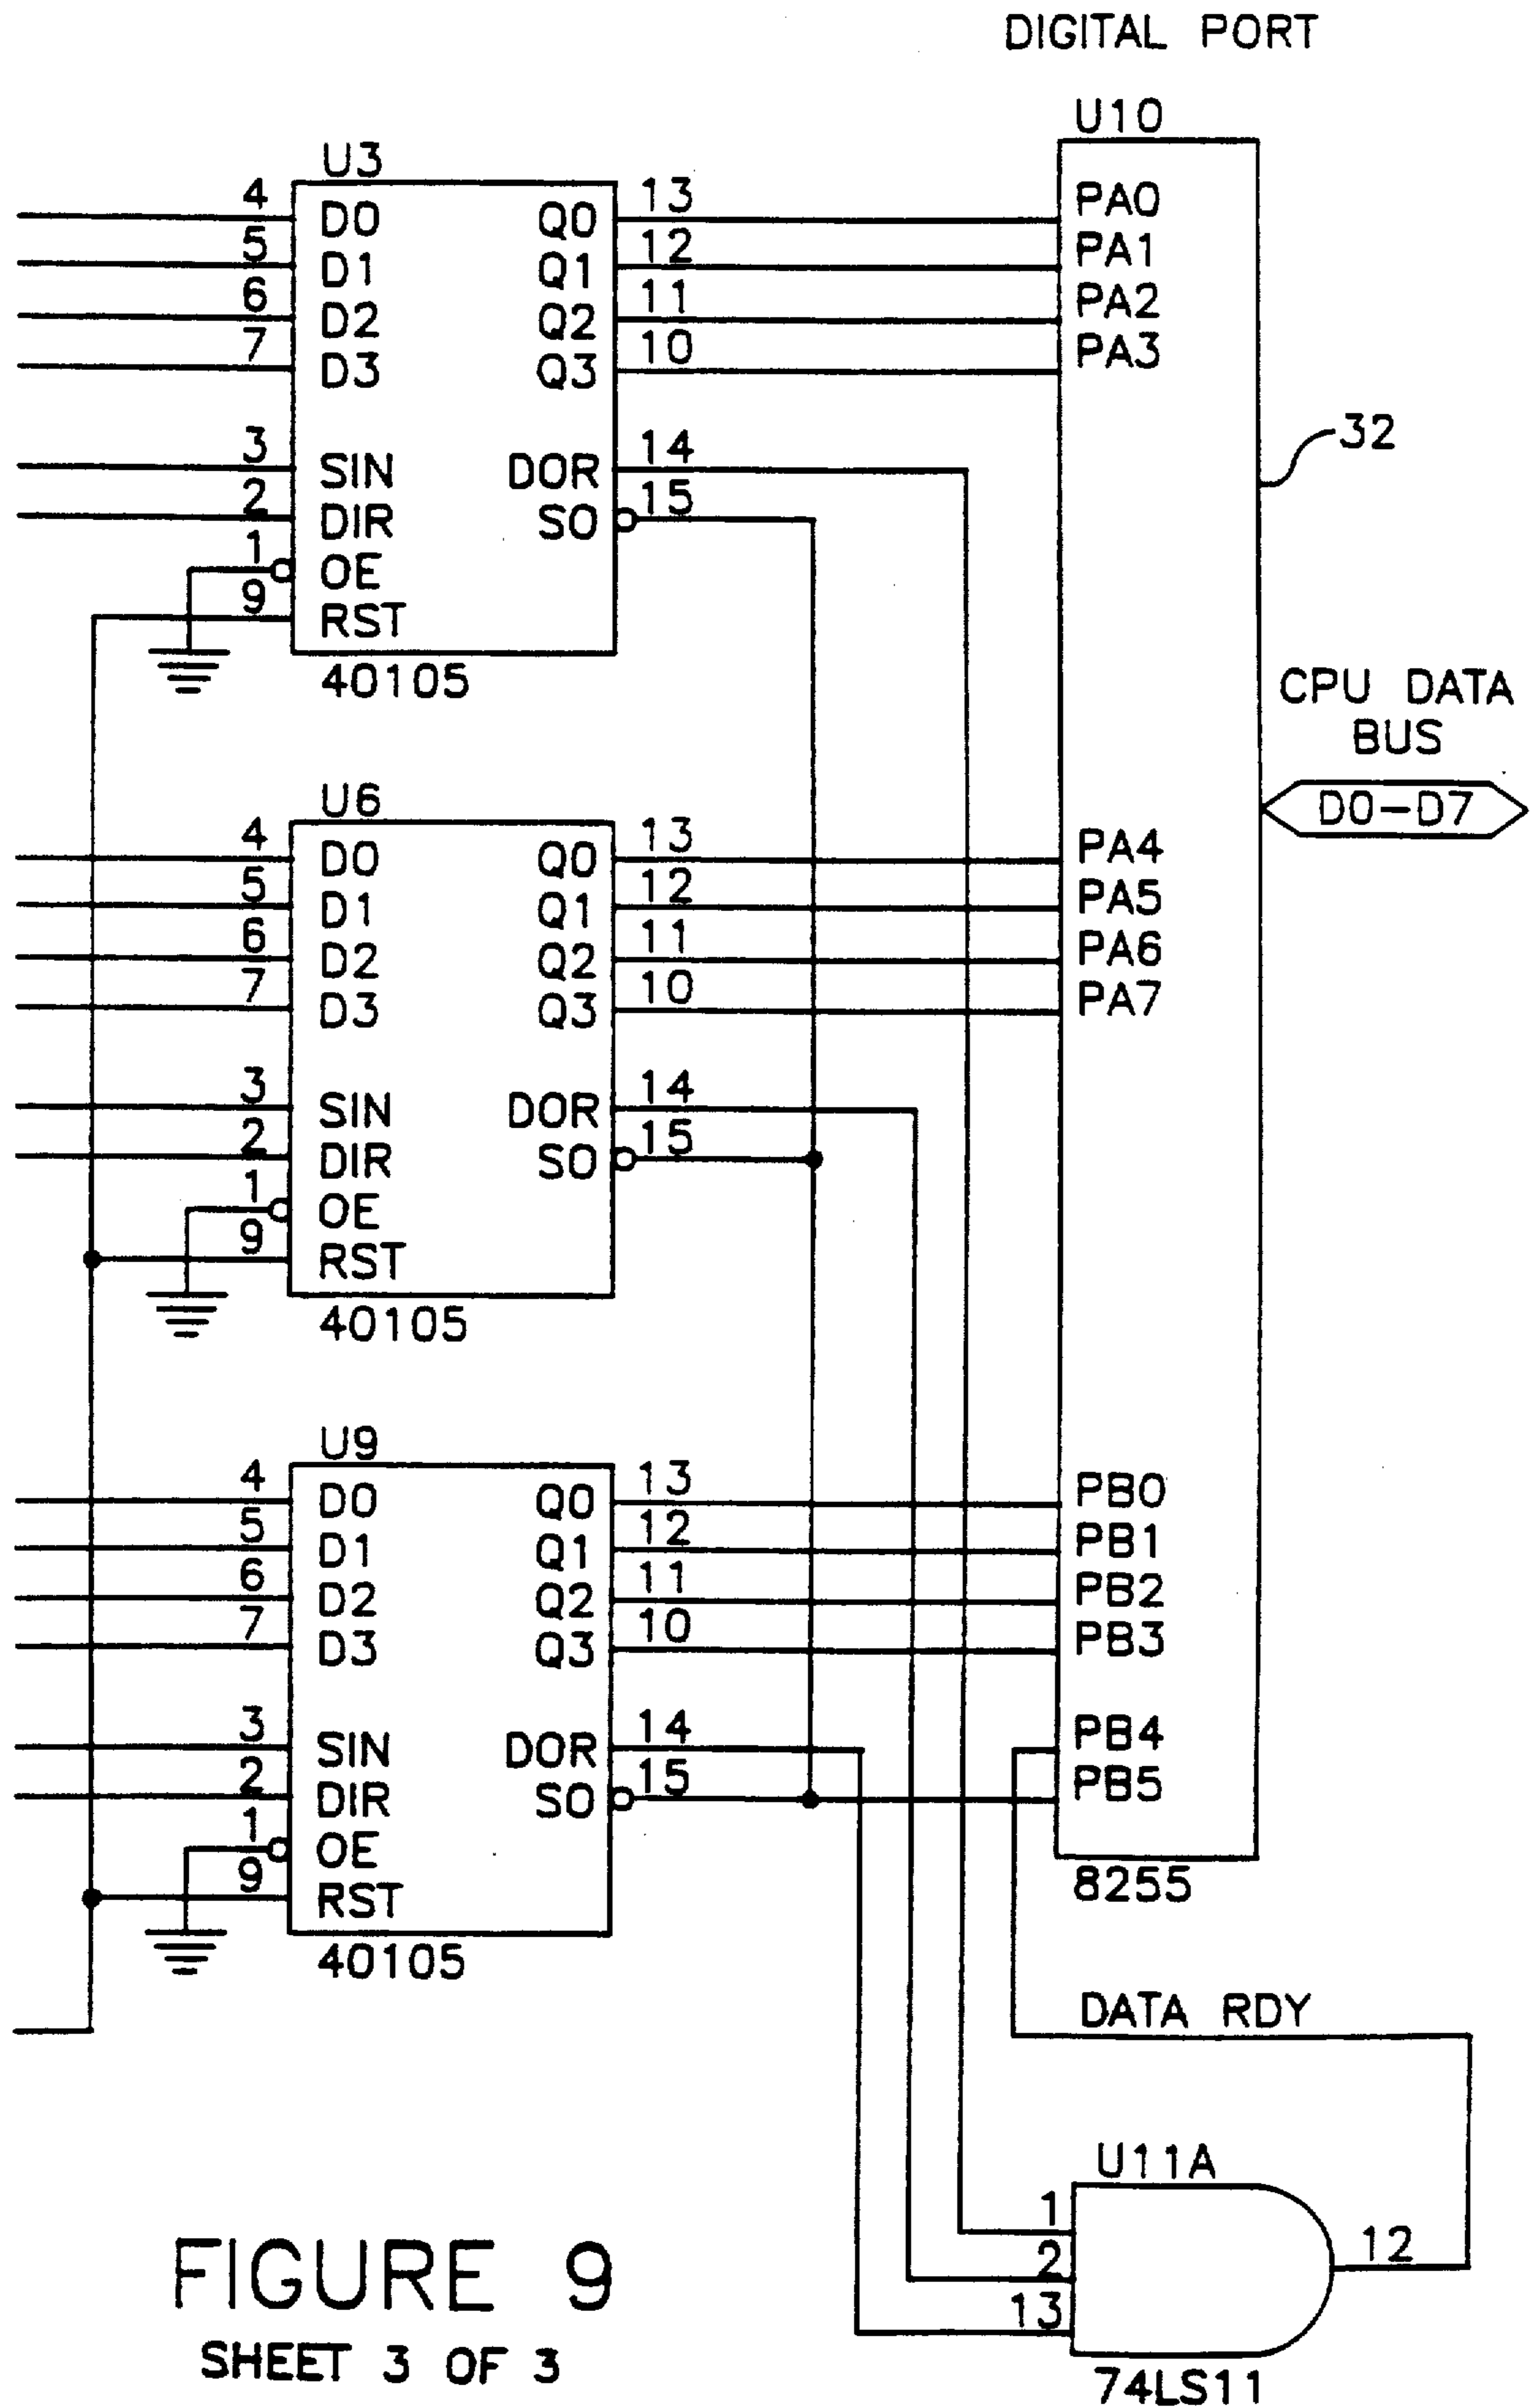 DIGITAL PORT
U10
U3
4 D0 Q0 13 PA0
5 D1 Q1 12 PA1
6 D2 Q2 11 PA2
7 D3 Q3 10 PA3
32
3 SIN DOR 14
2 DIR SO 15
1 OE
9 RST
40105
CPU DATA
BUS
D0-D7
U6
4 D0 Q0 13 PA4
5 D1 Q1 12 PA5
6 D2 Q2 11 PA6
7 D3 Q3 10 PA7
3 SIN DOR 14
2 DIR SO 15
1 OE
9 RST
40105
U9
4 D0 Q0 13 PB0
5 D1 Q1 12 PB1
6 D2 Q2 11 PB2
7 D3 Q3 10 PB3
3 SIN DOR 14 PB4
2 DIR SO 15 PB5
1 OE
9 RST
8255
40105
DATA RDY
U11A
1
2
13
12
74LS11
FIGURE 9
SHEET 3 OF 3